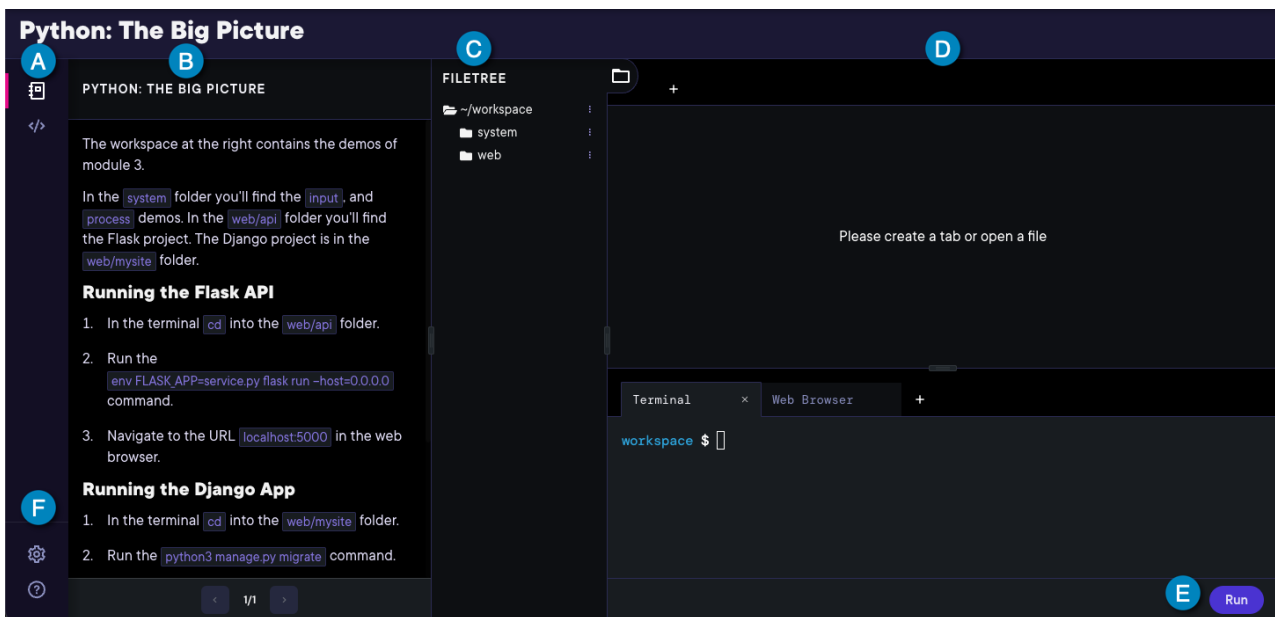 Python: The Big Picture
A
B
C
D
PYTHON: THE BIG PICTURE
The workspace at the right contains the demos of
module 3.
In the system folder you'll find the input , and
process demos. In the web/api folder you'll find
the Flask project. The Django project is in the
web/mysite folder.
Running the Flask API
1. In the terminal cd into the web/api folder.
2. Run the
env FLASK_APP=service.py flask run –host=0.0.0.0
command.
3. Navigate to the URL localhost:5000 in the web
browser.
Running the Django App
1. In the terminal cd into the web/mysite folder.
2. Run the python3 manage.py migrate command.
1/1
F
FILETREE
~/workspace
system
web
+
Please create a tab or open a file
Terminal × Web Browser +
workspace $
E
Run